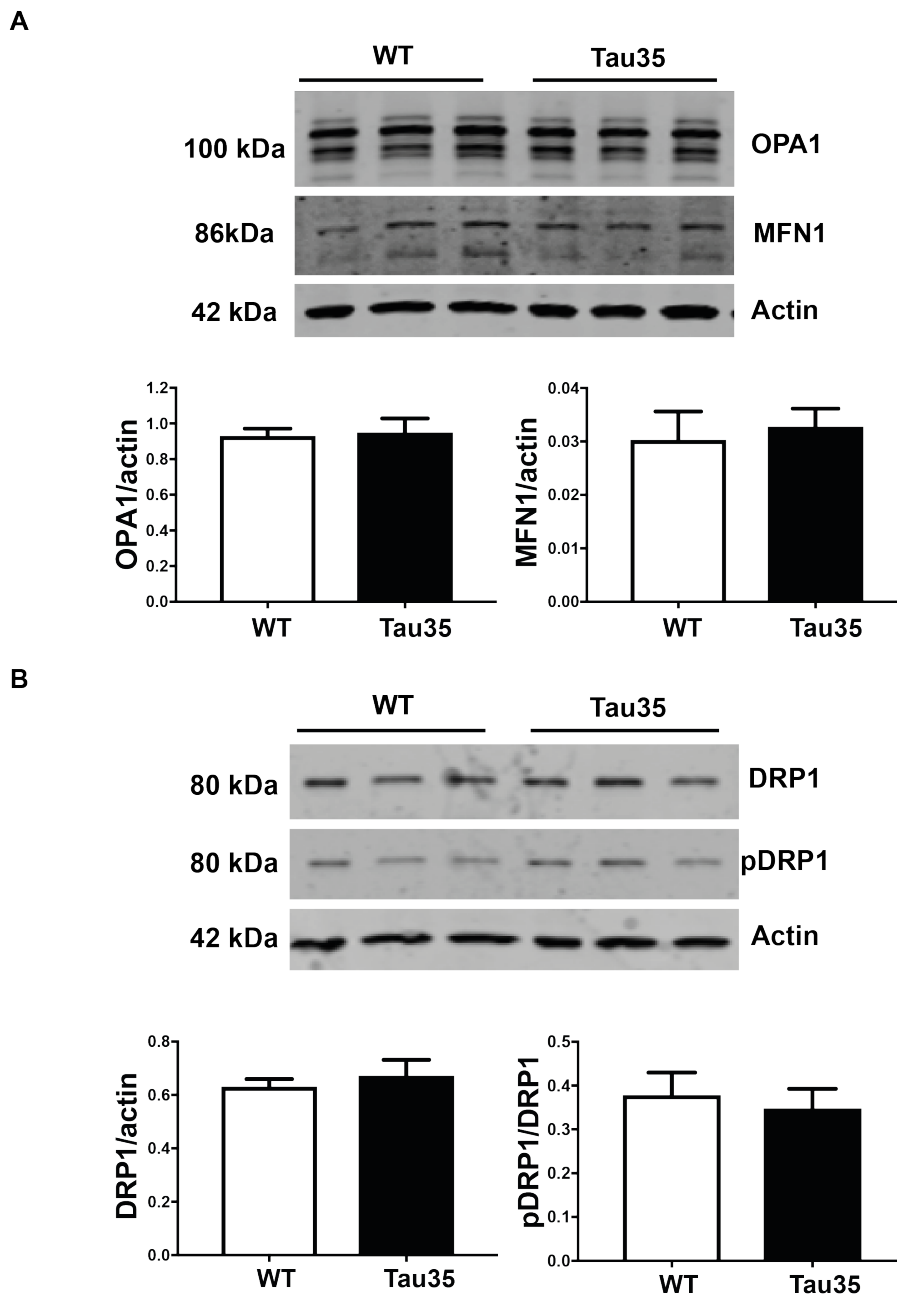 A
WT Tau35
100 kDa OPA1
86kDa MFN1
42 kDa Actin
OPA1/actin
1.2
1.0
0.8
0.6
0.4
0.2
0.0
WT Tau35
MFN1/actin
0.04
0.03
0.02
0.01
0.00
WT Tau35
B
WT Tau35
80 kDa DRP1
80 kDa pDRP1
42 kDa Actin
DRP1/actin
0.8
0.6
0.4
0.2
0.0
WT Tau35
pDRP1/DRP1
0.5
0.4
0.3
0.2
0.1
0.0
WT Tau35